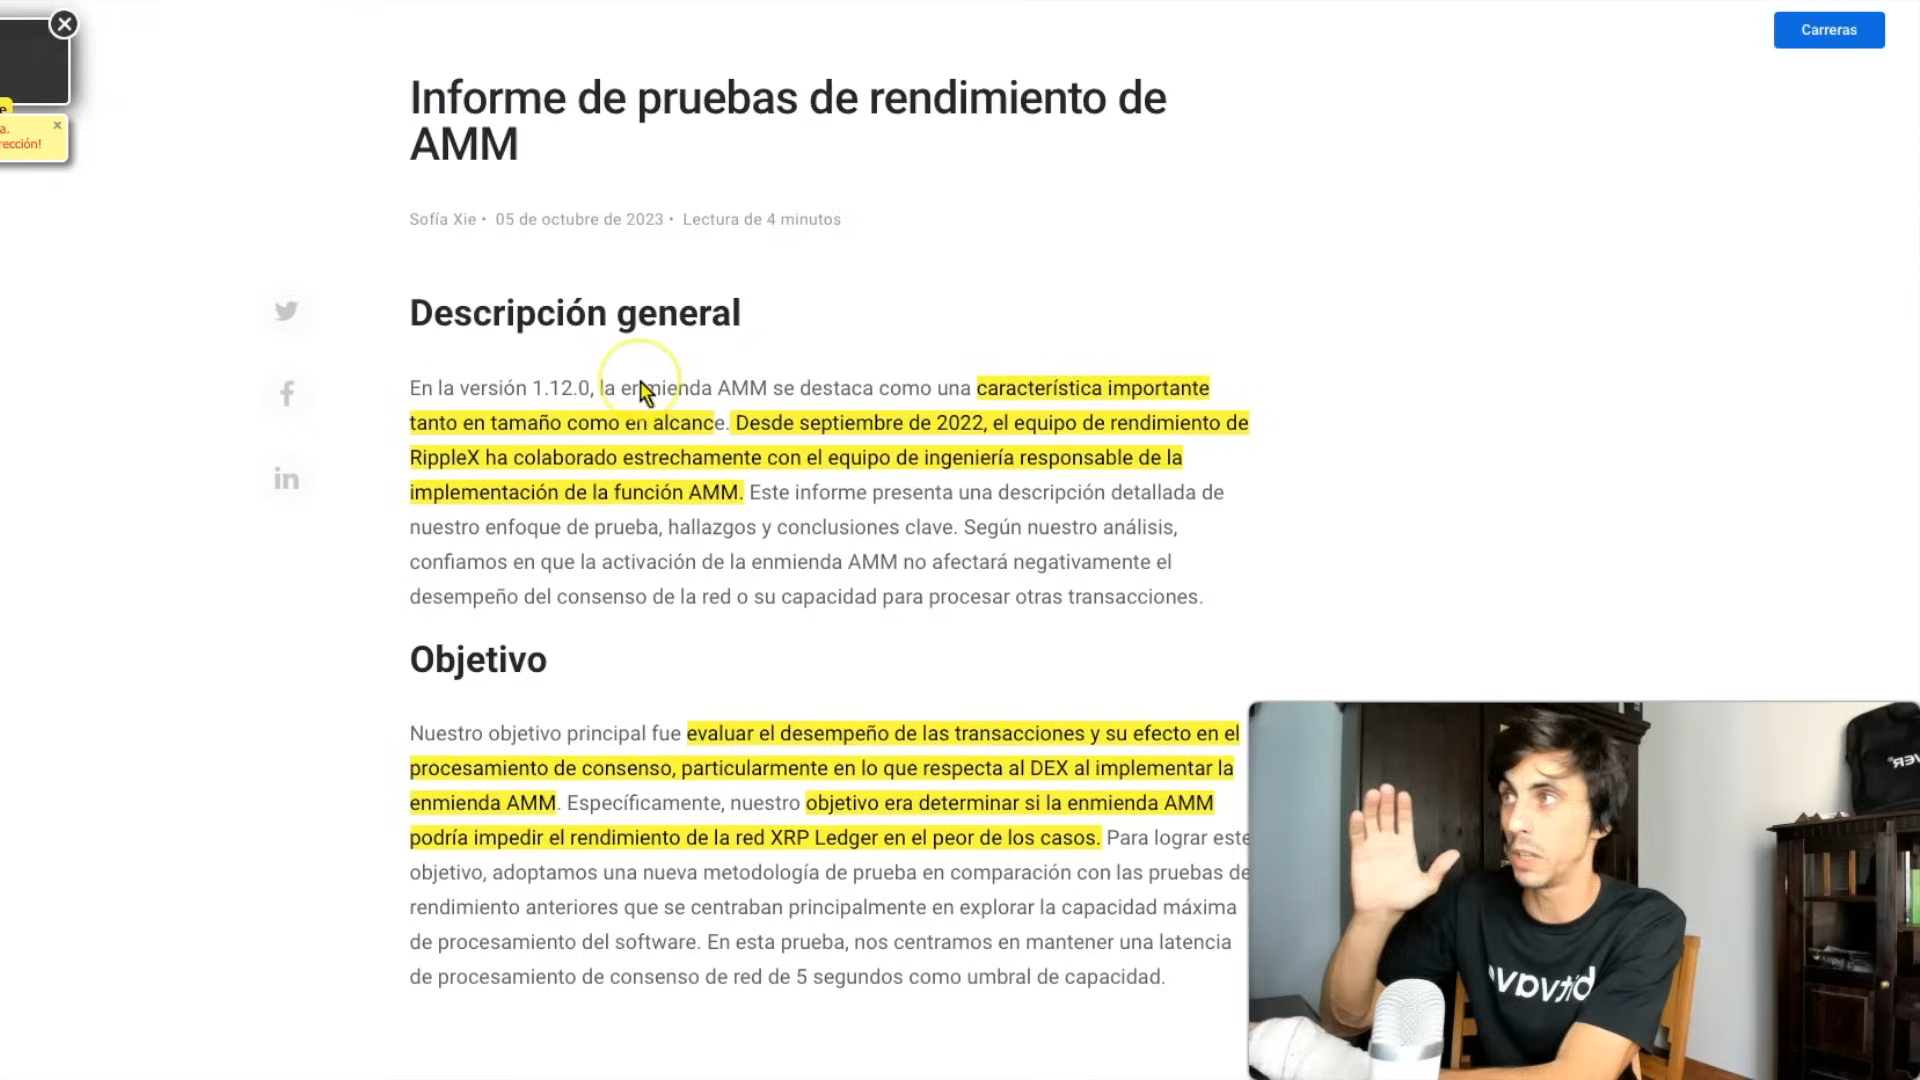 Carreras
e
a.
rección!
Informe de pruebas de rendimiento de
AMM
Sofía Xie • 05 de octubre de 2023 • Lectura de 4 minutos
Descripción general
En la versión 1.12.0, la enmienda AMM se destaca como una característica importante
tanto en tamaño como en alcance. Desde septiembre de 2022, el equipo de rendimiento de
RippleX ha colaborado estrechamente con el equipo de ingeniería responsable de la
implementación de la función AMM. Este informe presenta una descripción detallada de
nuestro enfoque de prueba, hallazgos y conclusiones clave. Según nuestro análisis,
confiamos en que la activación de la enmienda AMM no afectará negativamente el
desempeño del consenso de la red o su capacidad para procesar otras transacciones.
Objetivo
Nuestro objetivo principal fue evaluar el desempeño de las transacciones y su efecto en el
procesamiento de consenso, particularmente en lo que respecta al DEX al implementar la
enmienda AMM. Específicamente, nuestro objetivo era determinar si la enmienda AMM
podría impedir el rendimiento de la red XRP Ledger en el peor de los casos. Para lograr este
objetivo, adoptamos una nueva metodología de prueba en comparación con las pruebas de
rendimiento anteriores que se centraban principalmente en explorar la capacidad máxima
de procesamiento del software. En esta prueba, nos centramos en mantener una latencia
de procesamiento de consenso de red de 5 segundos como umbral de capacidad.